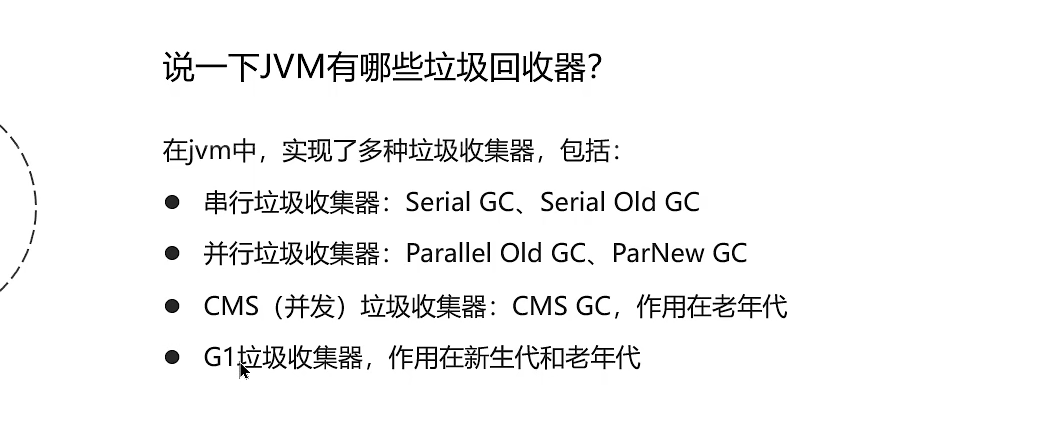 说一下JVM有哪些垃圾回收器？
在jvm中，实现了多种垃圾收集器，包括：
● 串行垃圾收集器：Serial GC、Serial Old GC
● 并行垃圾收集器：Parallel Old GC、ParNew GC
● CMS（并发）垃圾收集器：CMS GC，作用在老年代
● G1垃圾收集器，作用在新生代和老年代